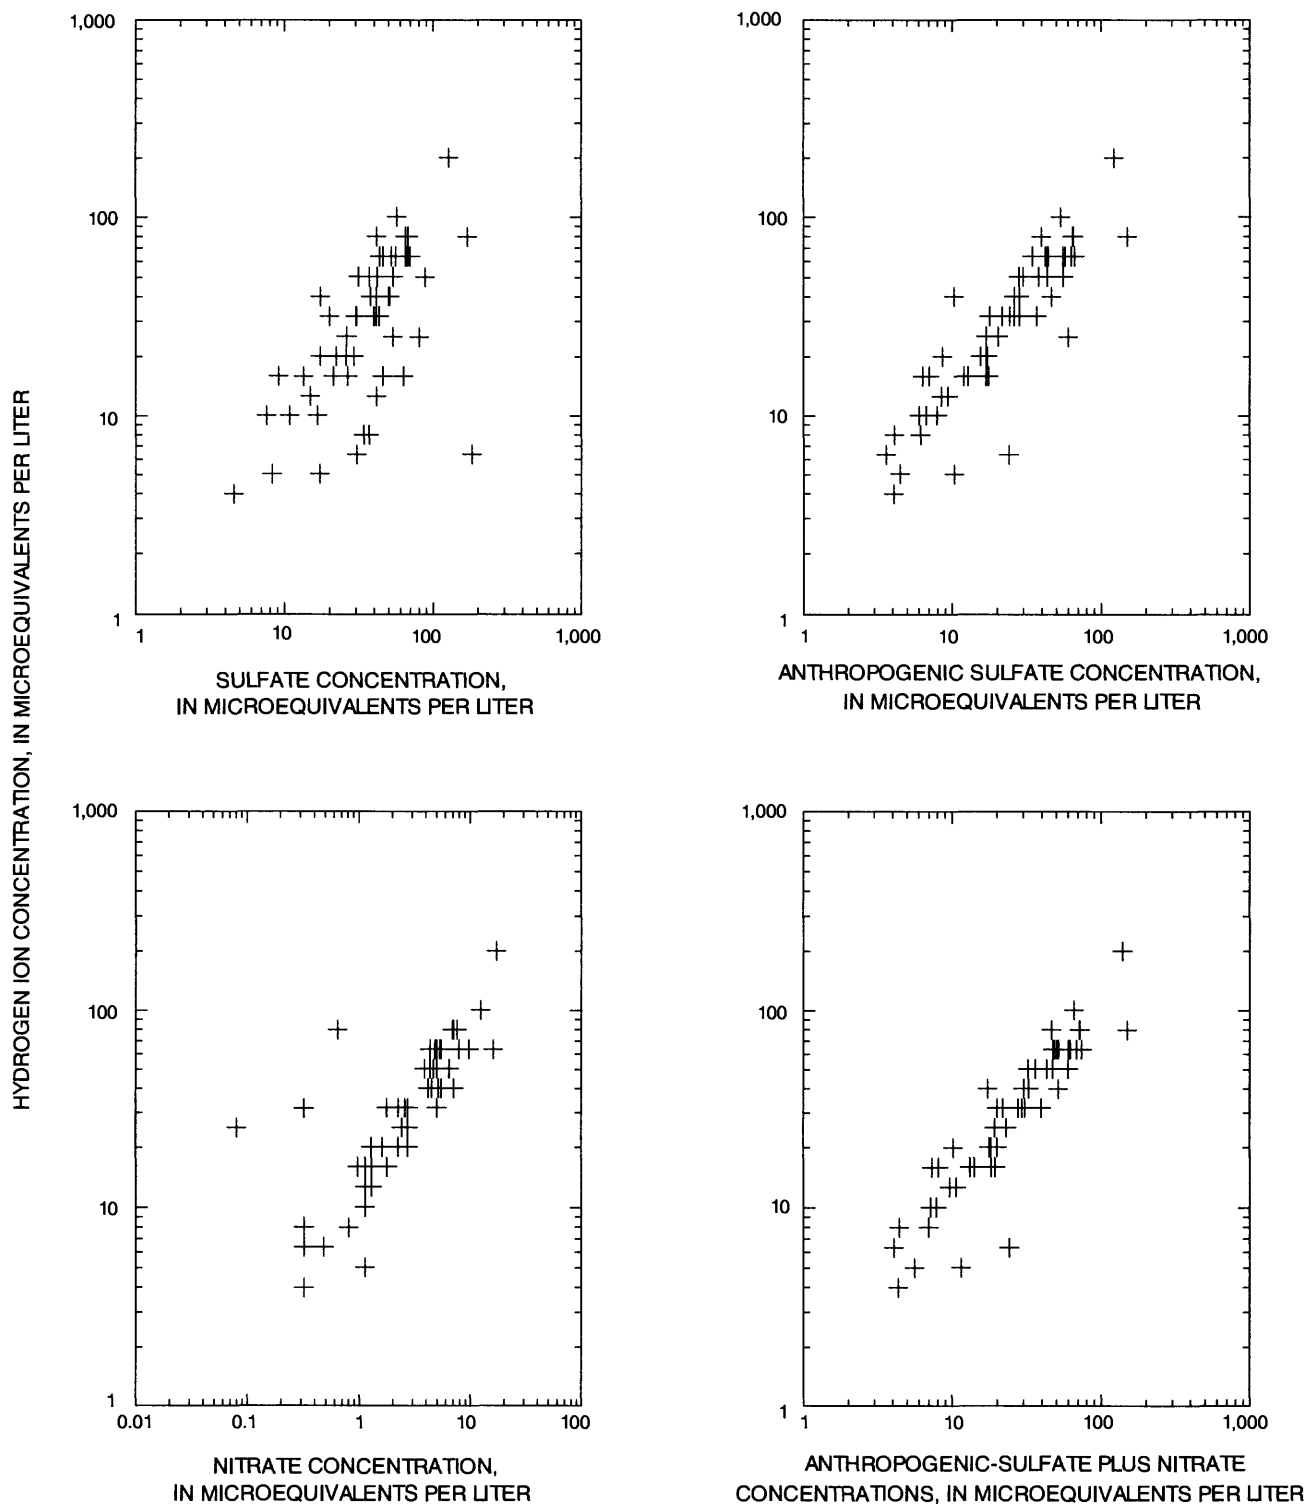 HYDROGEN ION CONCENTRATION, IN MICROEQUIVALENTS PER LITER
1,000
100
10
1
1 10 100 1,000
SULFATE CONCENTRATION,
IN MICROEQUIVALENTS PER LITER
1,000
100
10
1
1 10 100 1,000
ANTHROPOGENIC SULFATE CONCENTRATION,
IN MICROEQUIVALENTS PER LITER
1,000
100
10
1
0.01 0.1 1 10 100
NITRATE CONCENTRATION,
IN MICROEQUIVALENTS PER LITER
1,000
100
10
1
1 10 100 1,000
ANTHROPOGENIC-SULFATE PLUS NITRATE
CONCENTRATIONS, IN MICROEQUIVALENTS PER LITER